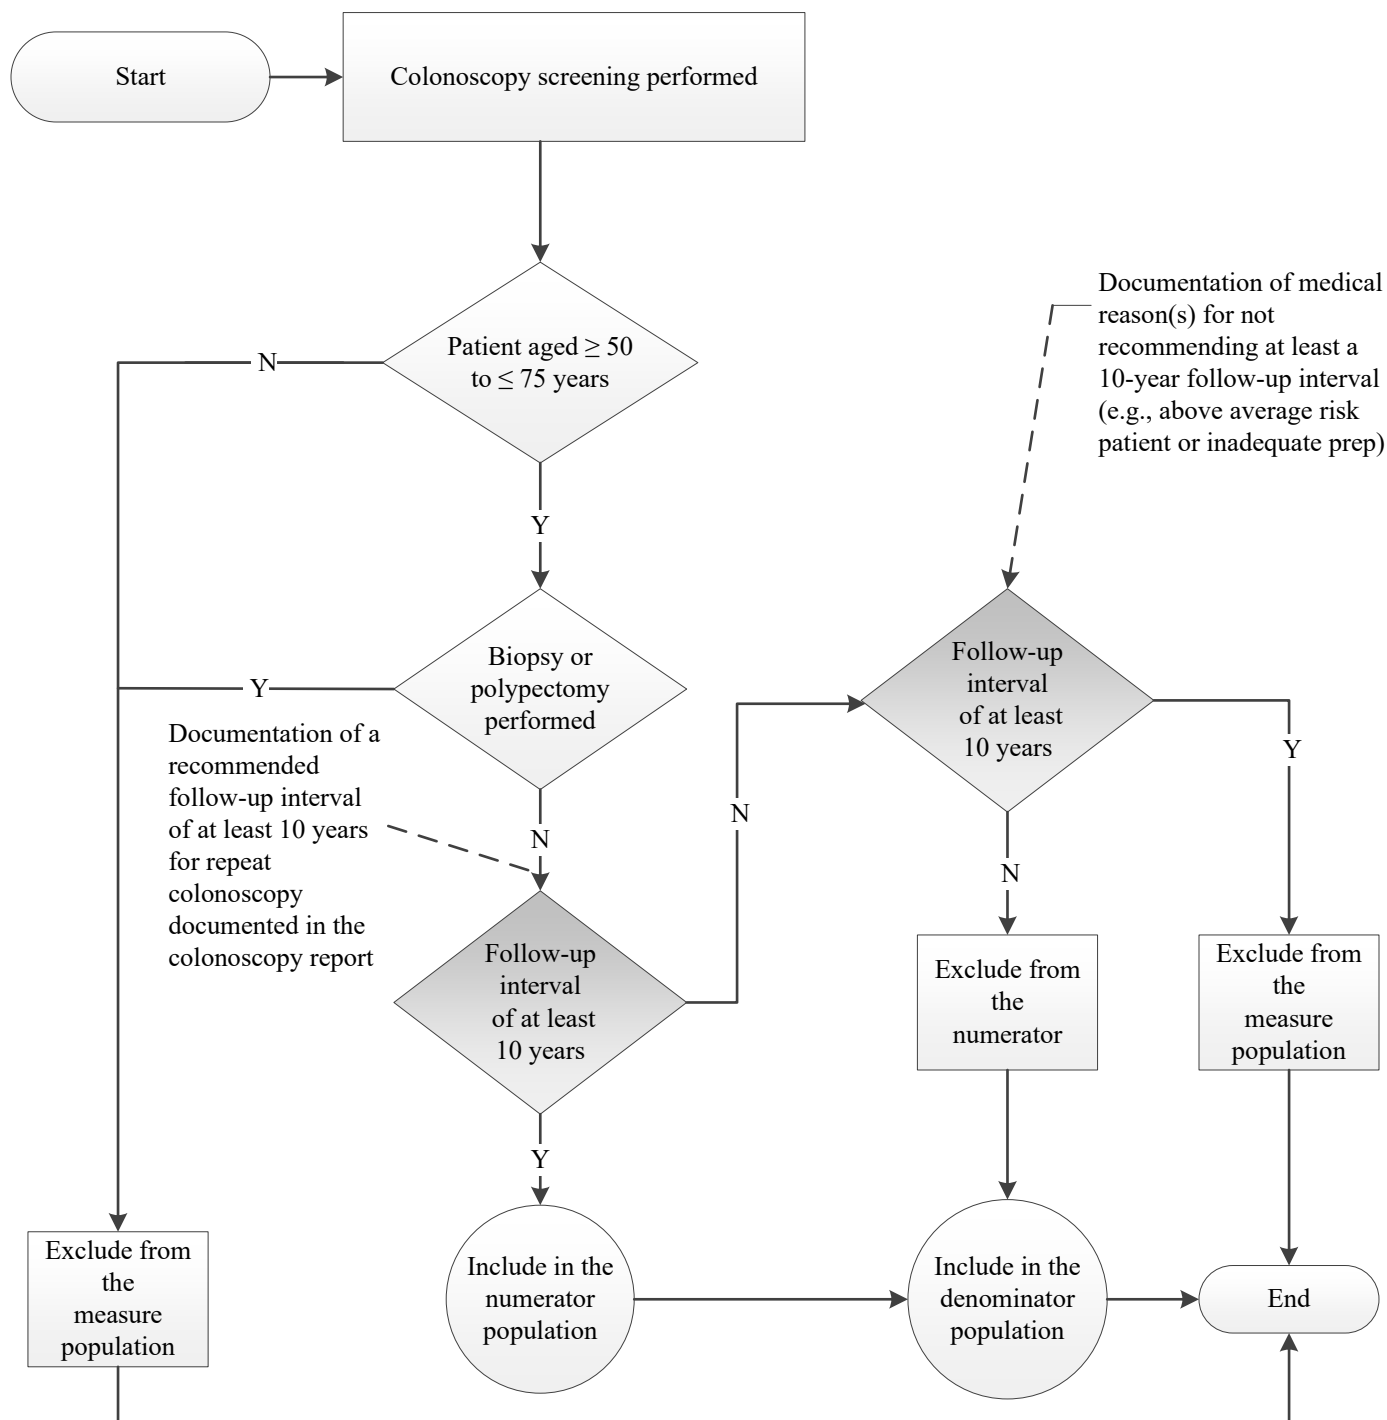 Start
Colonoscopy screening performed
Patient aged ≥ 50
to ≤ 75 years
N
Y
Documentation of medical
reason(s) for not
recommending at least a
10-year follow-up interval
(e.g., above average risk
patient or inadequate prep)
Biopsy or
polypectomy
performed
Y
N
Documentation of a
recommended
follow-up interval
of at least 10 years
for repeat
colonoscopy
documented in the
colonoscopy report
Follow-up
interval
of at least
10 years
N
Y
Follow-up
interval
of at least
10 years
Y
N
Exclude from
the
numerator
Exclude from
the
measure
population
Exclude from
the
measure
population
Include in the
numerator
population
Include in the
denominator
population
End